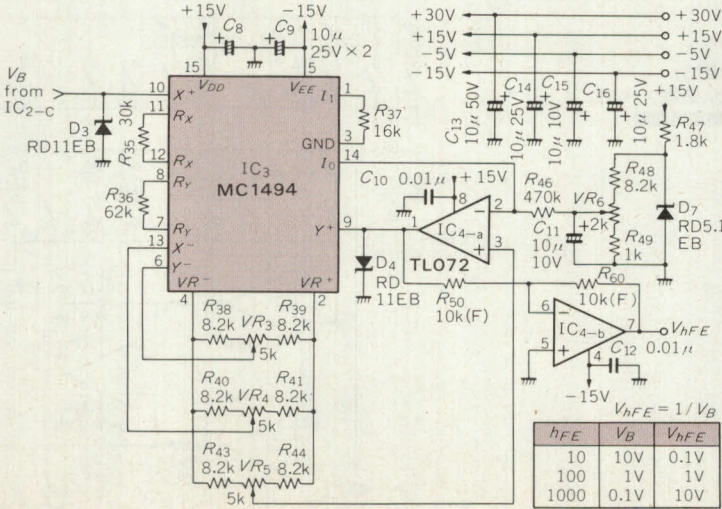 +15V
C8
C9
-15V
10μ
25V×2
15
5
VB
from
IC2-C
10
X+
VDD
VEE
I1
1
R37
16k
GND
3
I0
14
D3
RD11EB
30k
R35
11
RX
12
RX
8
RY
R36
62k
7
RY
13
X-
6
Y-
IC3
MC1494
Y+
9
VR-
VR+
4
2
R38
8.2k
VR3
5k
R39
8.2k
R40
8.2k
VR4
5k
R41
8.2k
R43
8.2k
VR5
5k
R44
8.2k
+30V
+30V
+15V
+15V
-5V
-5V
-15V
-15V
C13
10μ 50V
C14
10μ 25V
C15
10μ 10V
C16
10μ 25V
+15V
R47
1.8k
R48
8.2k
VR6
2k
R49
1k
D7
RD5.1
EB
C10
0.01μ
+15V
8
1
2
3
IC4-a
TL072
R46
470k
C11
10μ
10V
D4
RD
11EB
R50
10k(F)
R60
10k(F)
6
5
IC4-b
7
VhFE
4
C12
0.01μ
-15V
VhFE=1/VB
hFE VB VhFE
10 10V 0.1V
100 1V 1V
1000 0.1V 10V